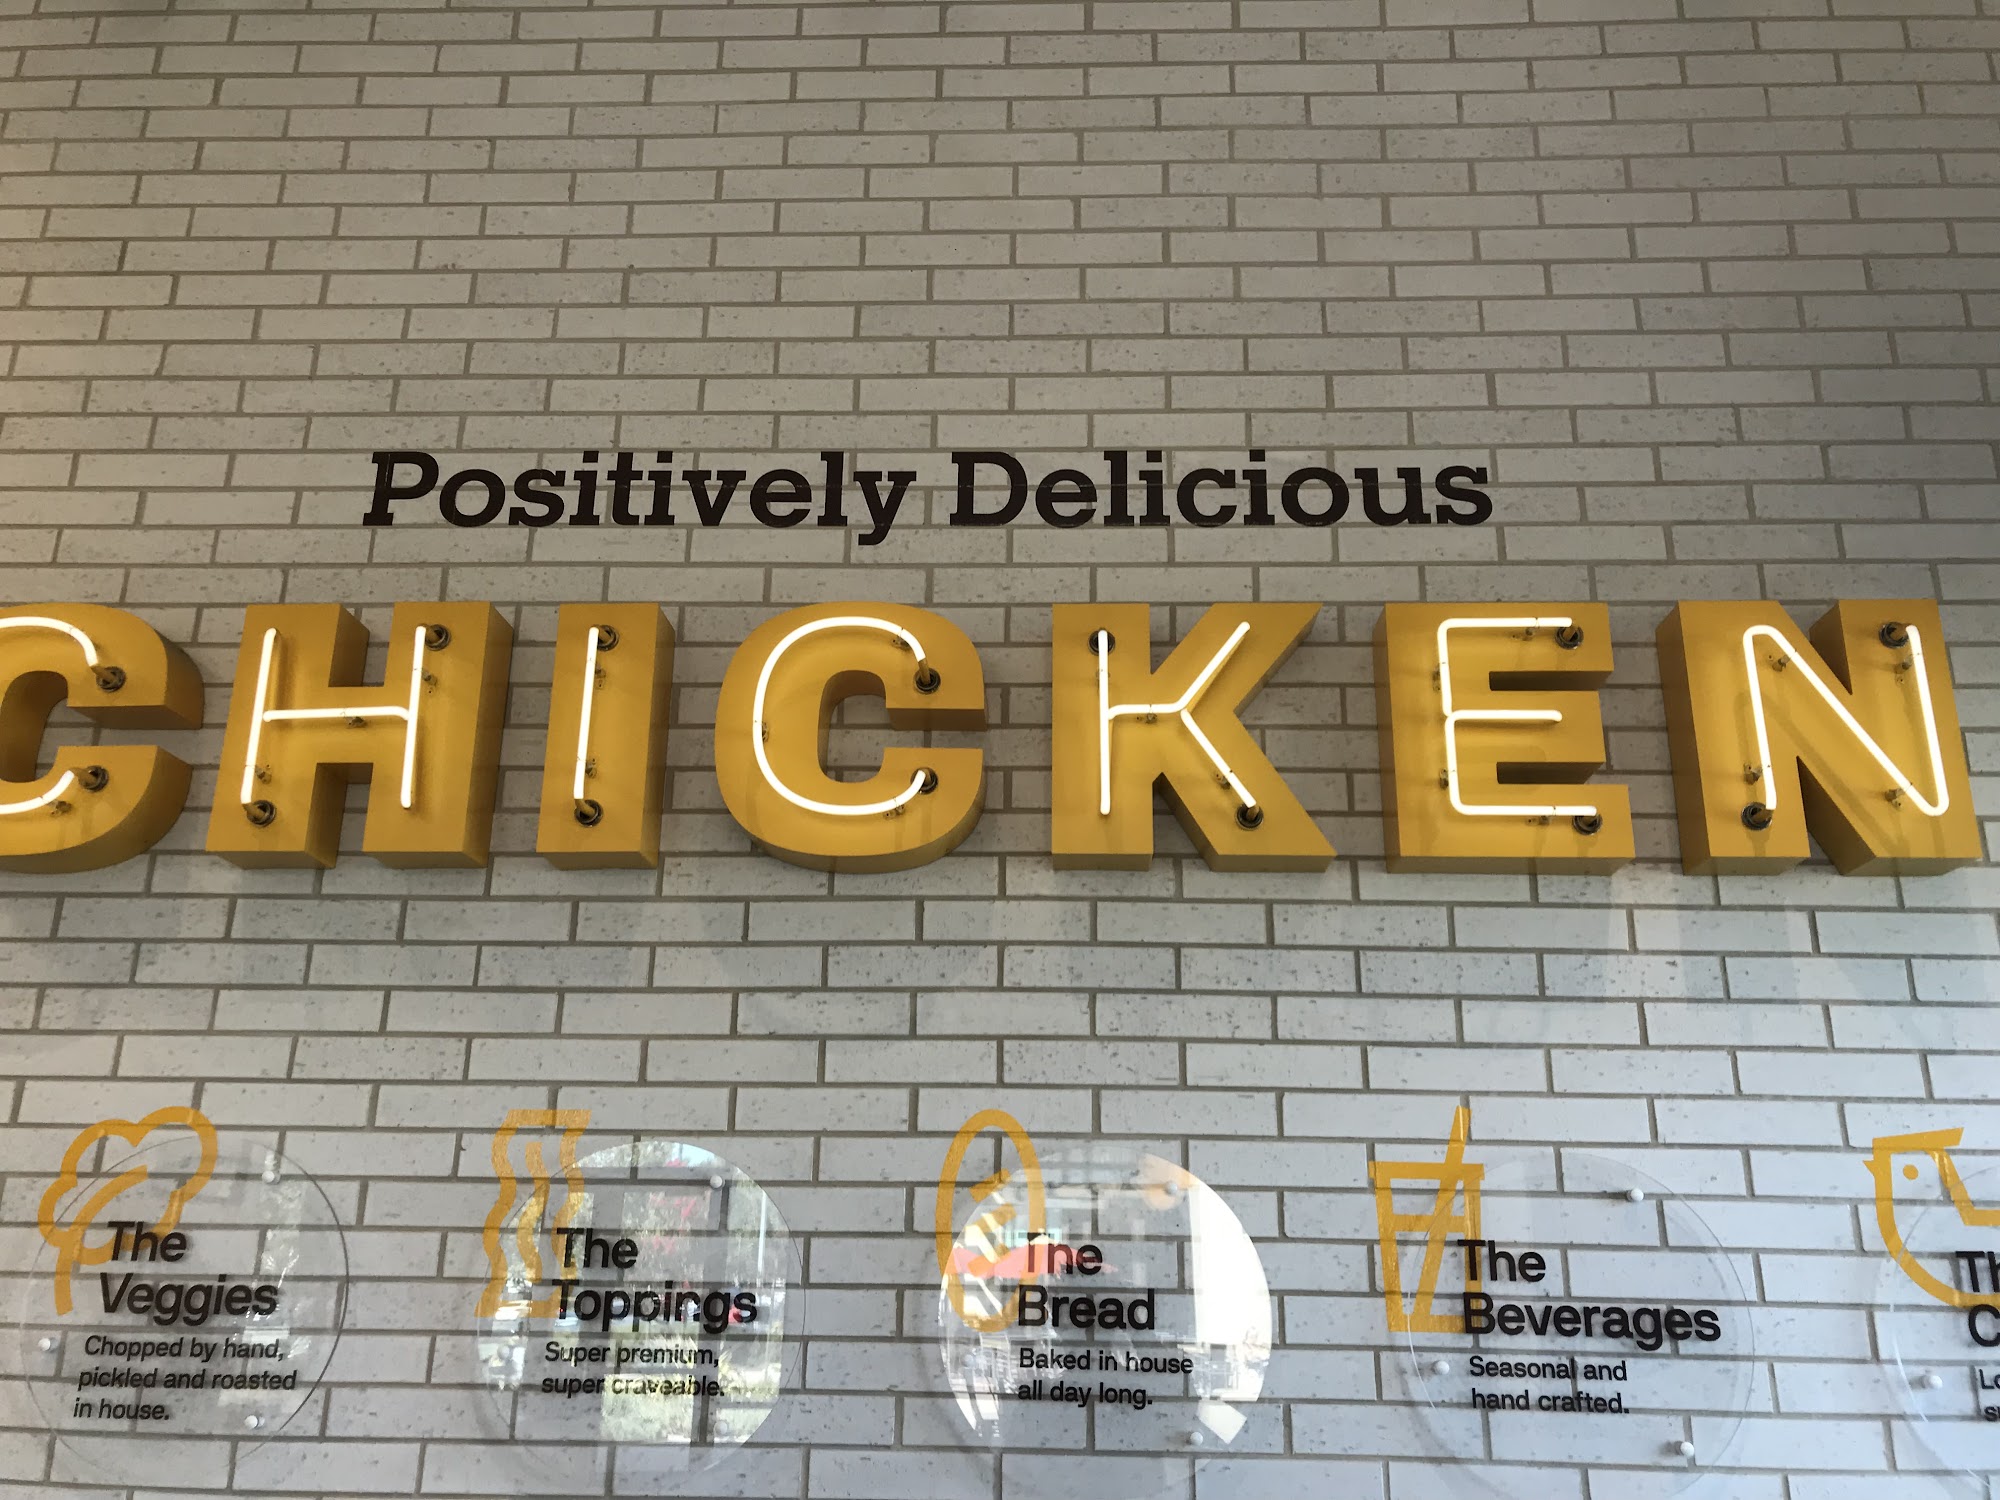 Positively Delicious
CHICKEN
The
Veggies
Chopped by hand,
pickled and roasted
in house.
The
Toppings
Super premium,
super craveable.
The
Bread
Baked in house
all day long.
The
Beverages
Seasonal and
hand crafted.